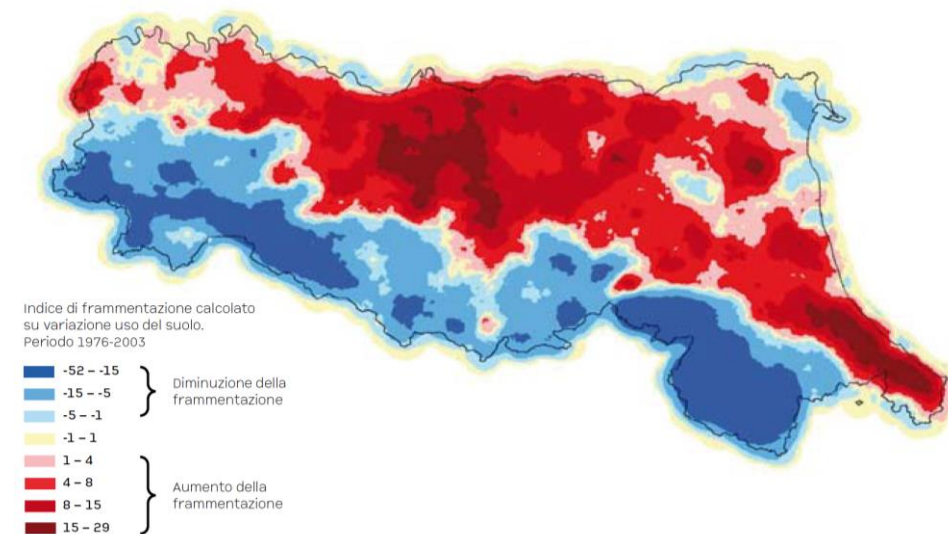 Indice di frammentazione calcolato
su variazione uso del suolo.
Periodo 1976-2003
-52 – -15
-15 – -5
-5 – -1
-1 – 1
1 – 4
4 – 8
8 – 15
15 – 29
Diminuzione della
frammentazione
Aumento della
frammentazione